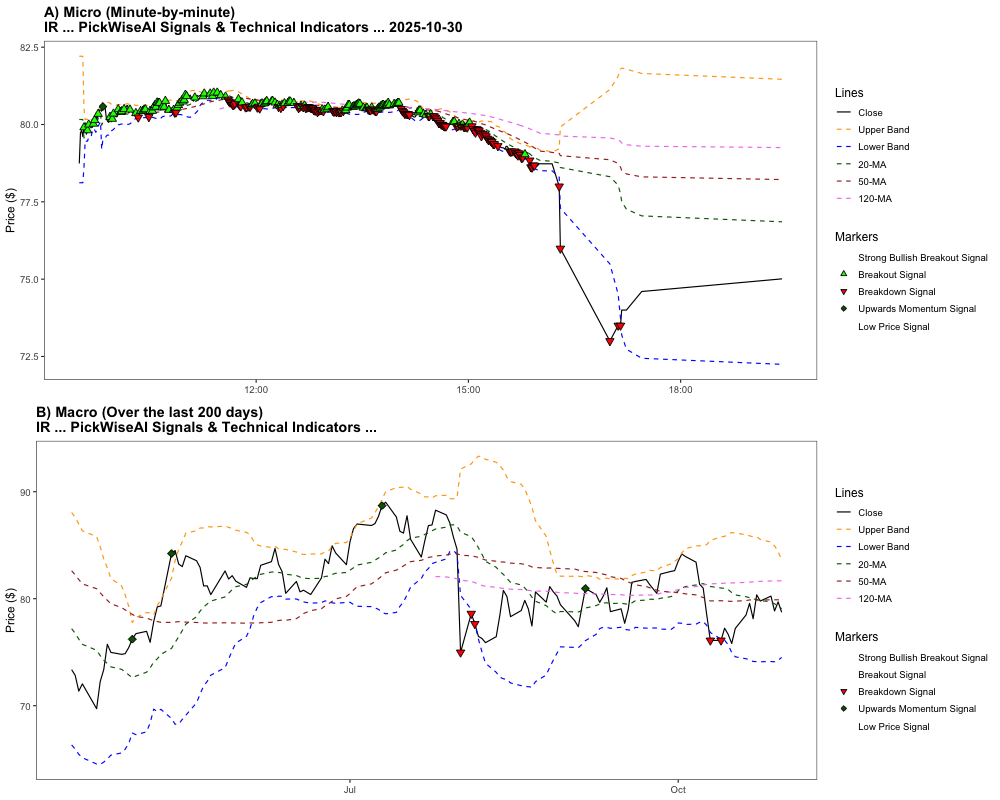 A) Micro (Minute-by-minute)
IR ... PickWiseAI Signals & Technical Indicators ... 2025-10-30
82.5
80.0
77.5
75.0
72.5
Price ($)
12:00
15:00
18:00
Lines
Close
Upper Band
Lower Band
20-MA
50-MA
120-MA
Markers
Strong Bullish Breakout Signal
Breakout Signal
Breakdown Signal
Upwards Momentum Signal
Low Price Signal
B) Macro (Over the last 200 days)
IR ... PickWiseAI Signals & Technical Indicators ...
90
80
70
Price ($)
Jul
Oct
Lines
Close
Upper Band
Lower Band
20-MA
50-MA
120-MA
Markers
Strong Bullish Breakout Signal
Breakout Signal
Breakdown Signal
Upwards Momentum Signal
Low Price Signal